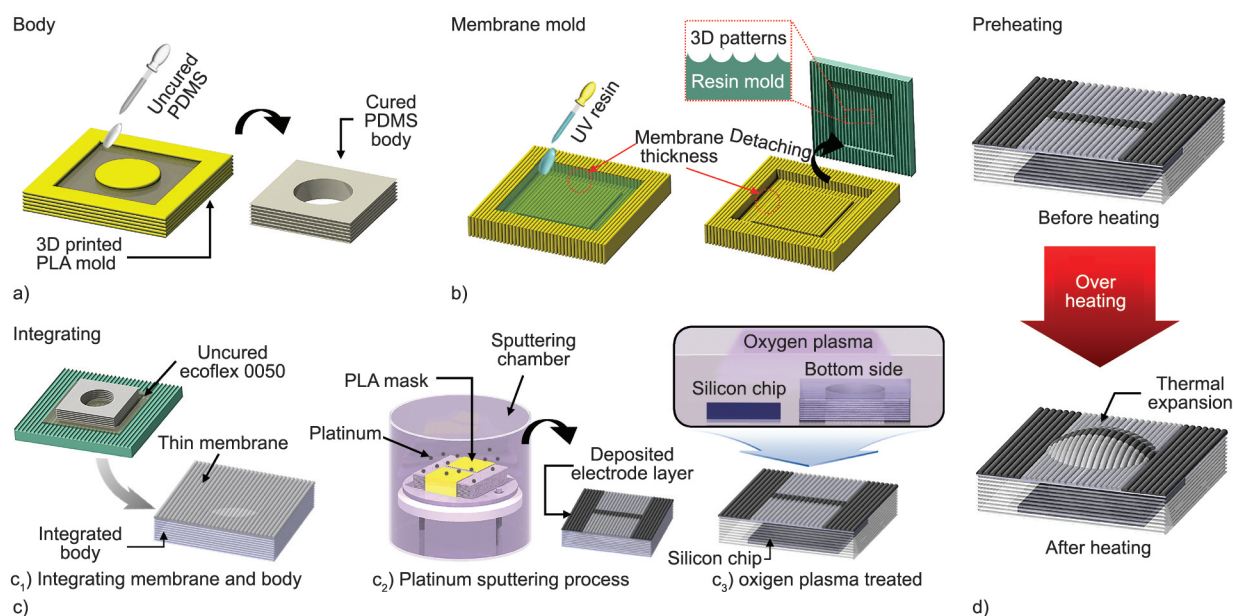 Body
Uncured
PDMS
Cured
PDMS
body
3D printed
PLA mold
a)
Membrane mold
3D patterns
Resin mold
UV resin
Membrane
thickness
Detaching
b)
Preheating
Before heating
Over
heating
Thermal
expansion
After heating
d)
Integrating
Uncured
ecoflex 0050
Thin membrane
Integrated
body
c₁) Integrating membrane and body
c)
Sputtering
chamber
PLA mask
Platinum
Deposited
electrode layer
c₂) Platinum sputtering process
Oxygen plasma
Silicon chip
Bottom side
Silicon chip
c₃) oxigen plasma treated